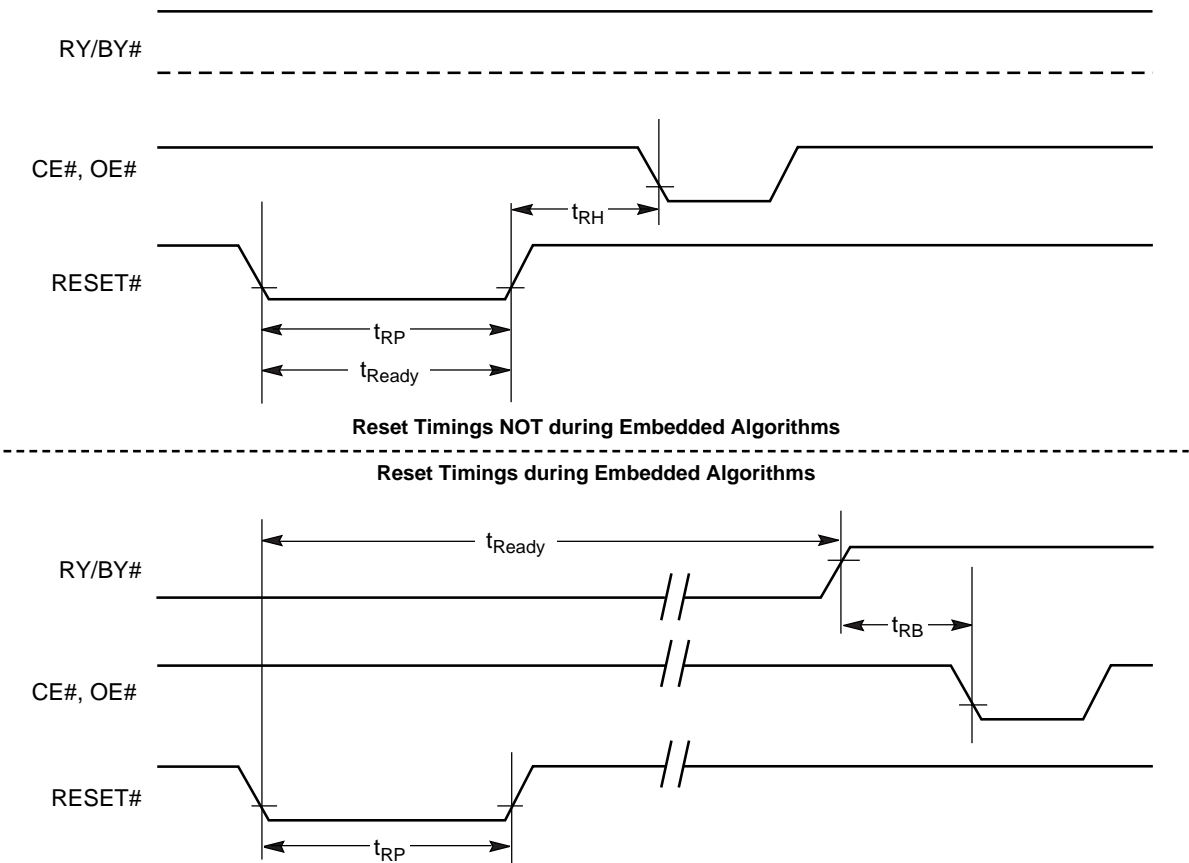 RY/BY#
CE#, OE#
tRH
RESET#
tRP
tReady
Reset Timings NOT during Embedded Algorithms
Reset Timings during Embedded Algorithms
tReady
RY/BY#
tRB
CE#, OE#
RESET#
tRP